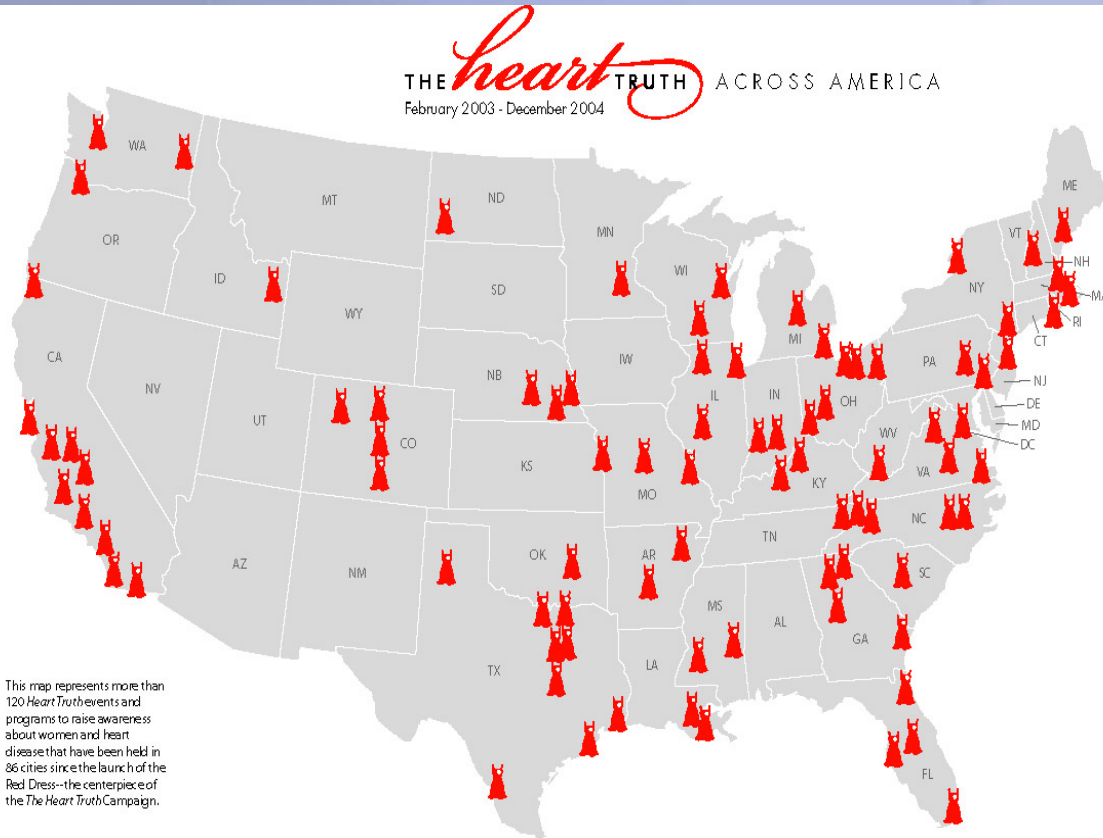 THE heart TRUTH ACROSS AMERICA
February 2003 - December 2004
WA
MT
ND
MN
ME
VT
OR
ID
SD
WI
NH
WY
NY
MA
MI
RI
CT
CA
NV
UT
NB
IW
PA
NJ
IL
IN
OH
DE
MD
DC
CO
WV
KS
MO
KY
VA
NC
AZ
NM
OK
AR
TN
SC
MS
AL
GA
TX
LA
FL
This map represents more than
120 Heart Truth events and
programs to raise awareness
about women and heart
disease that have been held in
86 cities since the launch of the
Red Dress--the centerpiece of
the The Heart Truth Campaign.